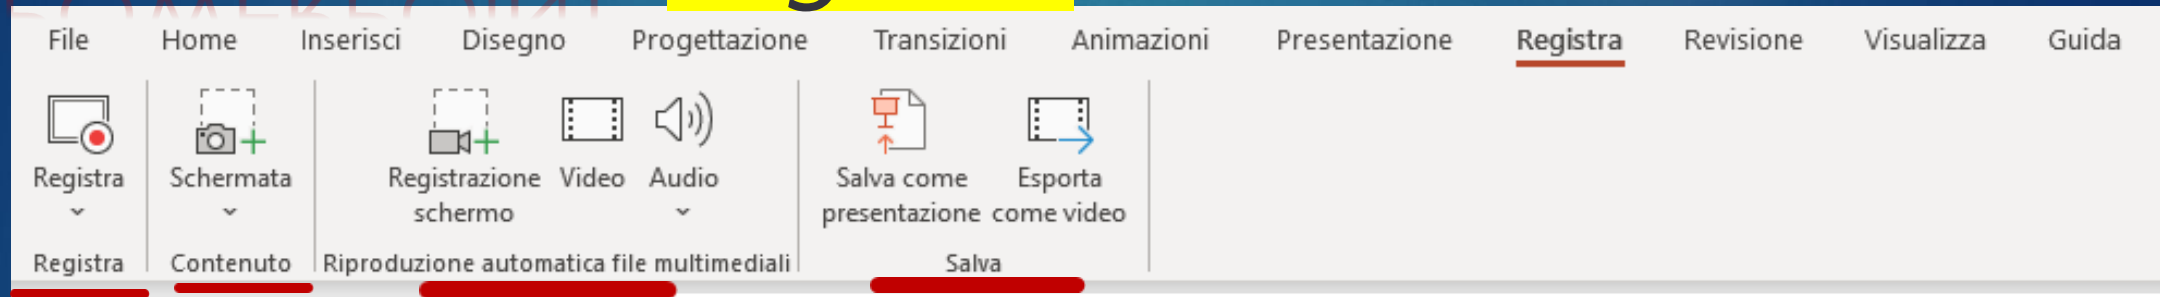 File Home Inserisci Disegno Progettazione Transizioni Animazioni Presentazione Registra Revisione Visualizza Guida
Registra Schermata Registrazione schermo Video Audio Salva come presentazione Esporta come video
Registra Contenuto Riproduzione automatica file multimediali Salva